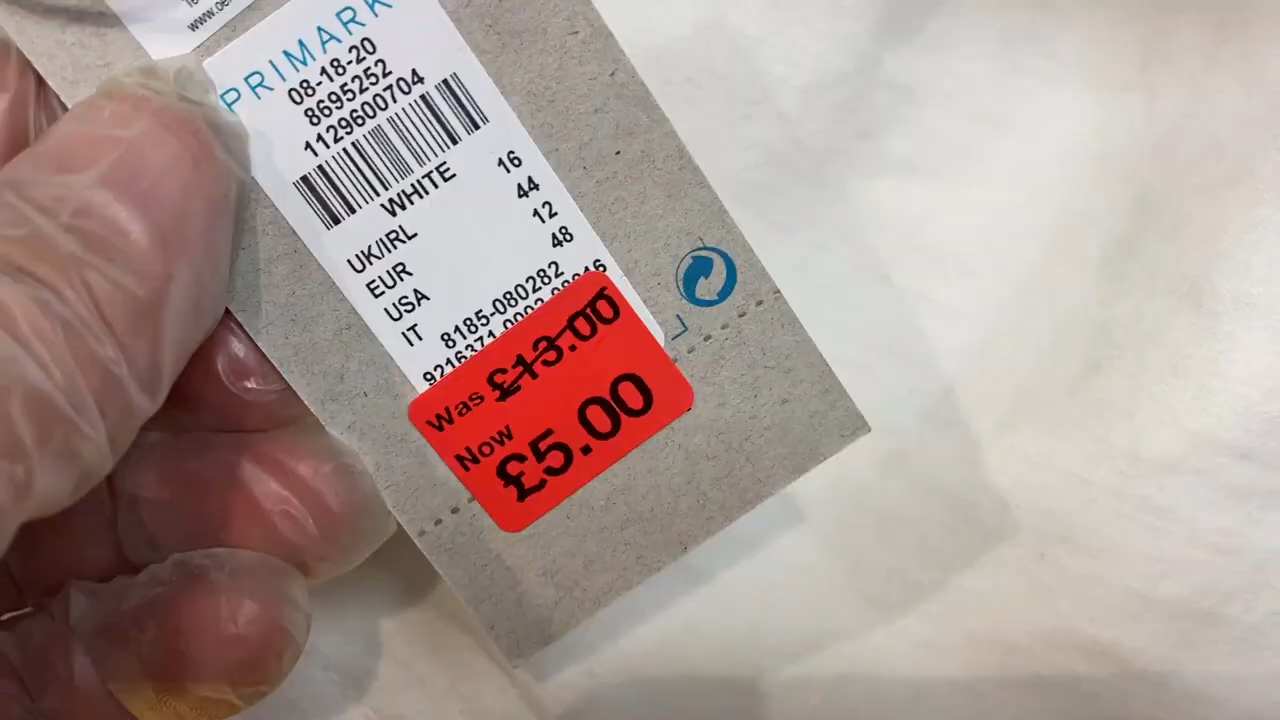 PRIMARK
08-18-20
8695252
1129600704
WHITE
UK/IRL 16
EUR 44
USA 12
IT 48
8185-080282
Was £13.00
Now
£5.00